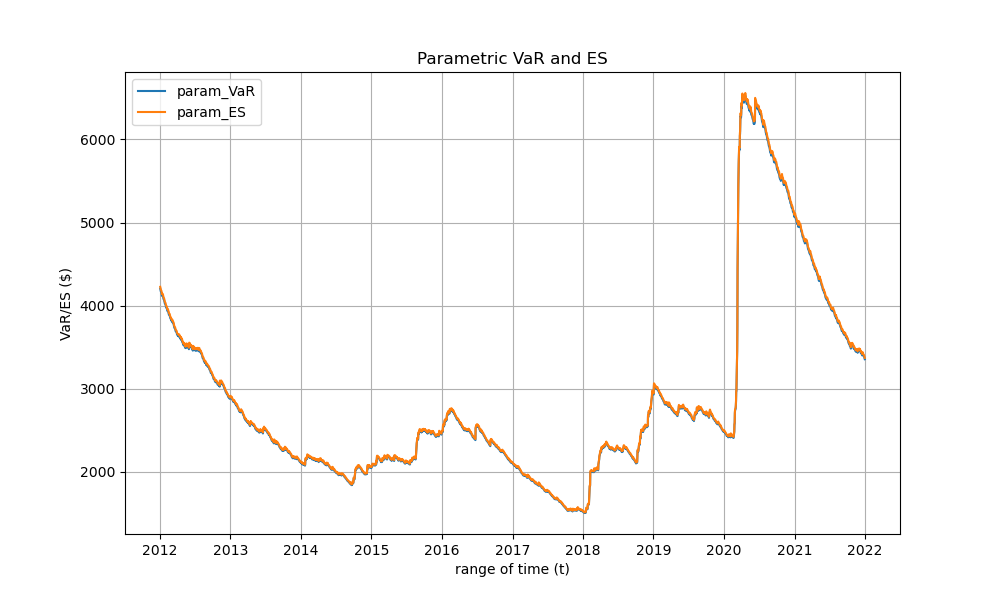 Parametric VaR and ES
param_VaR
param_ES
VaR/ES ($)
6000
5000
4000
3000
2000
2012 2013 2014 2015 2016 2017 2018 2019 2020 2021 2022
range of time (t)